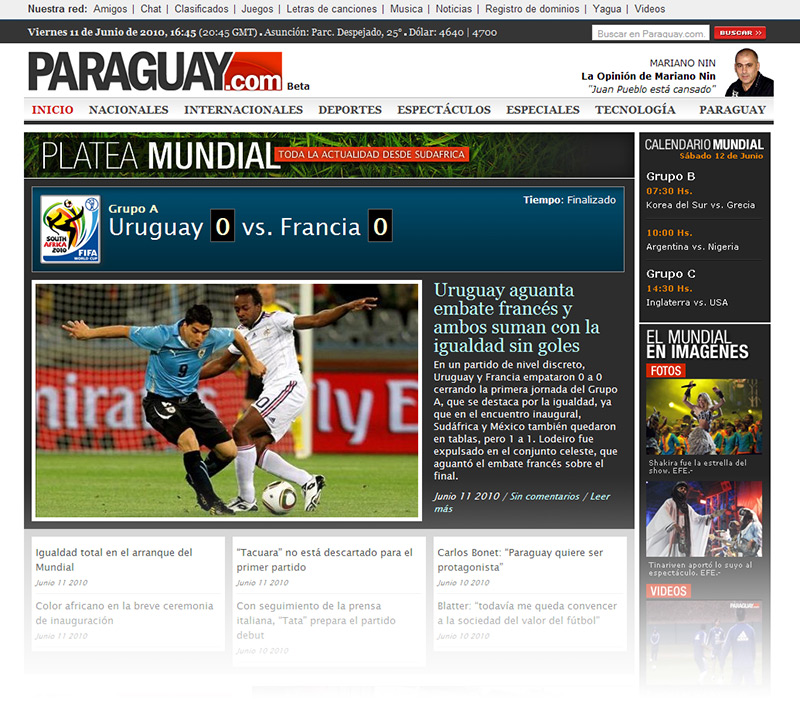 Nuestra red: Amigos | Chat | Clasificados | Juegos | Letras de canciones | Musica | Noticias | Registro de dominios | Yagua | Videos
Viernes 11 de Junio de 2010, 16:45 (20:45 GMT) • Asunción: Parc. Despejado, 25° • Dólar: 4640 | 4700
Buscar en Paraguay.com.
BUSCAR >>
PARAGUAY.com Beta
MARIANO NIN
La Opinión de Mariano Nin
"Juan Pueblo está cansado"
INICIO NACIONALES INTERNACIONALES DEPORTES ESPECTÁCULOS ESPECIALES TECNOLOGÍA PARAGUAY
PLATEA MUNDIAL
TODA LA ACTUALIDAD DESDE SUDAFRICA
Tiempo: Finalizado
Grupo A
Uruguay 0 vs. Francia 0
SOUTH AFRICA 2010
FIFA WORLD CUP
9
Fly E
Uruguay aguanta
embate francés y
ambos suman con la
igualdad sin goles
En un partido de nivel discreto,
Uruguay y Francia empataron 0 a 0
cerrando la primera jornada del Grupo
A, que se destaca por la igualdad, ya
que en el encuentro inaugural,
Sudáfrica y México también quedaron
en tablas, pero 1 a 1. Lodeiro fue
expulsado en el conjunto celeste, que
aguantó el embate francés sobre el
final.
Junio 11 2010 / Sin comentarios / Leer
más
Igualdad total en el arranque del
Mundial
Junio 11 2010
Color africano en la breve ceremonia
de inauguración
Junio 11 2010
"Tacuara" no está descartado para el
primer partido
Junio 11 2010
Con seguimiento de la prensa
italiana, "Tata" prepara el partido
debut
Junio 10 2010
Carlos Bonet: "Paraguay quiere ser
protagonista"
Junio 10 2010
Blatter: "todavía me queda convencer
a la sociedad del valor del fútbol"
Junio 10 2010
CALENDARIO MUNDIAL
Sábado 12 de Junio
Grupo B
07:30 Hs.
Korea del Sur vs. Grecia
10:00 Hs.
Argentina vs. Nigeria
Grupo C
14:30 Hs.
Inglaterra vs. USA
EL MUNDIAL
EN IMAGENES
FOTOS
Shakira fue la estrella del
show. EFE.-
Tinariwen aportó lo suyo al
espectáculo. EFE.-
VIDEOS
PARAGUAY.com